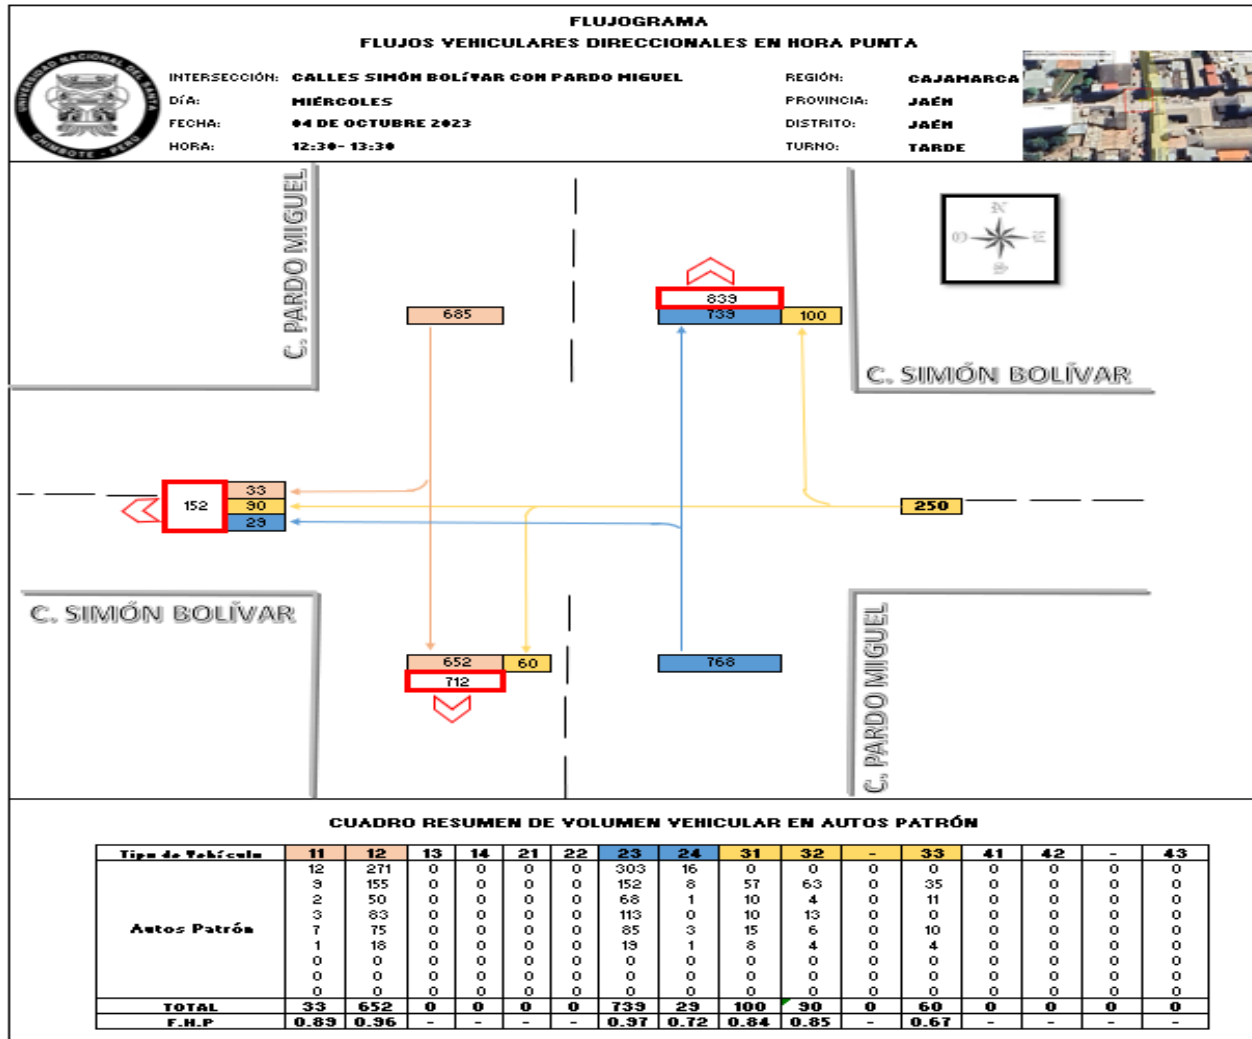 FLUJOGRAMA
FLUJOS VEHICULARES DIRECCIONALES EN HORA PUNTA
UNIVERSIDAD NACIONAL DEL SANTA
CHIMBOTE - PERU
INTERSECCIÓN: CALLES SIMÓN BOLÍVAR CON PARDO MIGUEL REGIÓN: CAJAMARCA
DÍA: MIÉRCOLES PROVINCIA: JAÉN
FECHA: 04 DE OCTUBRE 2023 DISTRITO: JAÉN
HORA: 12:30- 13:30 TURNO: TARDE
C. PARDO MIGUEL
N
O E
S
839
685 739 100
C. SIMÓN BOLÍVAR
33
152 90 250
29
C. SIMÓN BOLÍVAR
652 60 768
712
C. PARDO MIGUEL
CUADRO RESUMEN DE VOLUMEN VEHICULAR EN AUTOS PATRÓN
Tipo de Vehículo 11 12 13 14 21 22 23 24 31 32 - 33 41 42 - 43
12 271 0 0 0 0 303 16 0 0 0 0 0 0 0 0
9 155 0 0 0 0 152 8 57 63 0 35 0 0 0 0
2 50 0 0 0 0 68 1 10 4 0 11 0 0 0 0
3 83 0 0 0 0 113 0 10 13 0 0 0 0 0 0
Autos Patrón 7 75 0 0 0 0 85 3 15 6 0 10 0 0 0 0
1 18 0 0 0 0 19 1 8 4 0 4 0 0 0 0
0 0 0 0 0 0 0 0 0 0 0 0 0 0 0 0
0 0 0 0 0 0 0 0 0 0 0 0 0 0 0 0
0 0 0 0 0 0 0 0 0 0 0 0 0 0 0 0
TOTAL 33 652 0 0 0 0 739 29 100 90 0 60 0 0 0 0
F.H.P 0.89 0.96 - - - - 0.97 0.72 0.84 0.85 - 0.67 - - - -